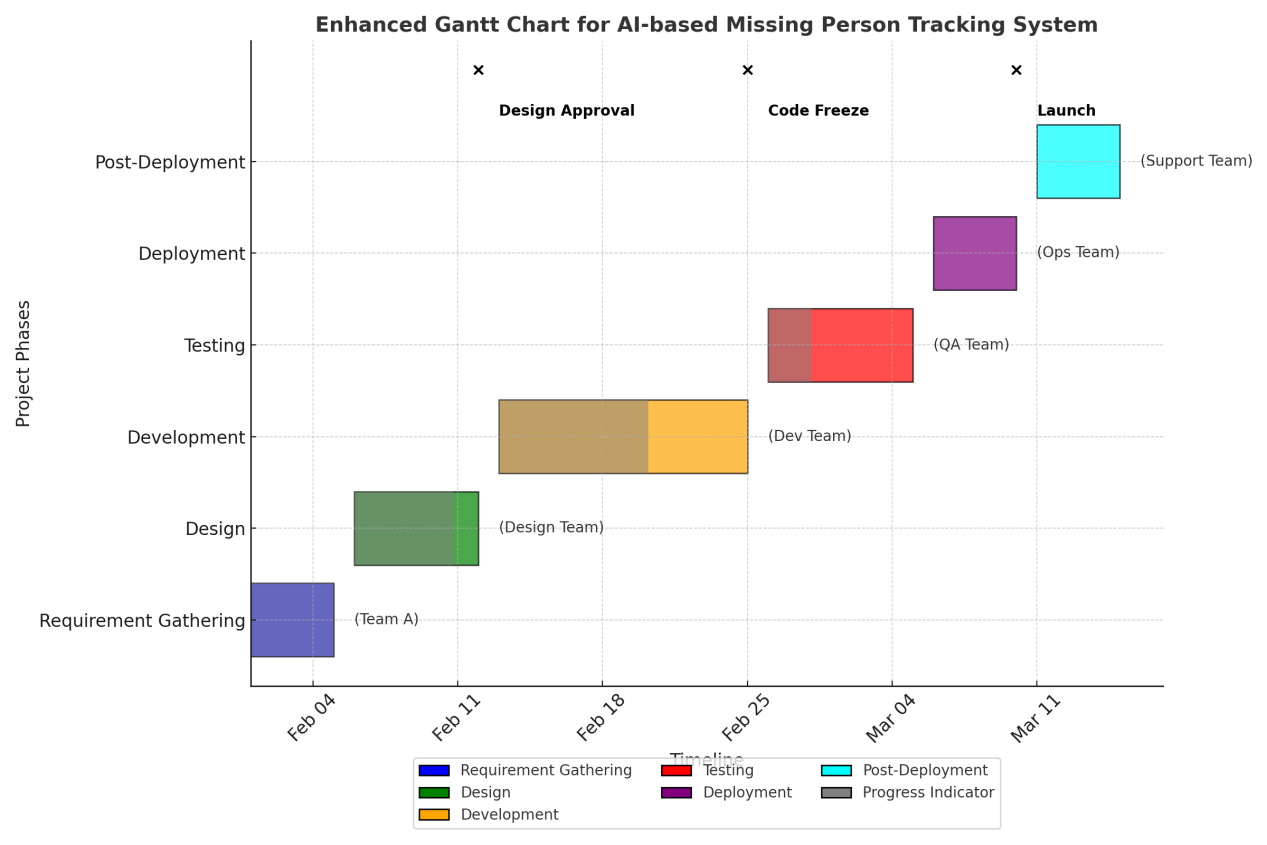 Enhanced Gantt Chart for AI-based Missing Person Tracking System
Design Approval
Code Freeze
Launch
Post-Deployment
(Support Team)
Deployment
(Ops Team)
Testing
(QA Team)
Project Phases
Development
(Dev Team)
Design
(Design Team)
Requirement Gathering
(Team A)
Feb 04
Feb 11
Feb 18
Feb 25
Mar 04
Mar 11
Timeline
Requirement Gathering
Design
Development
Testing
Deployment
Post-Deployment
Progress Indicator